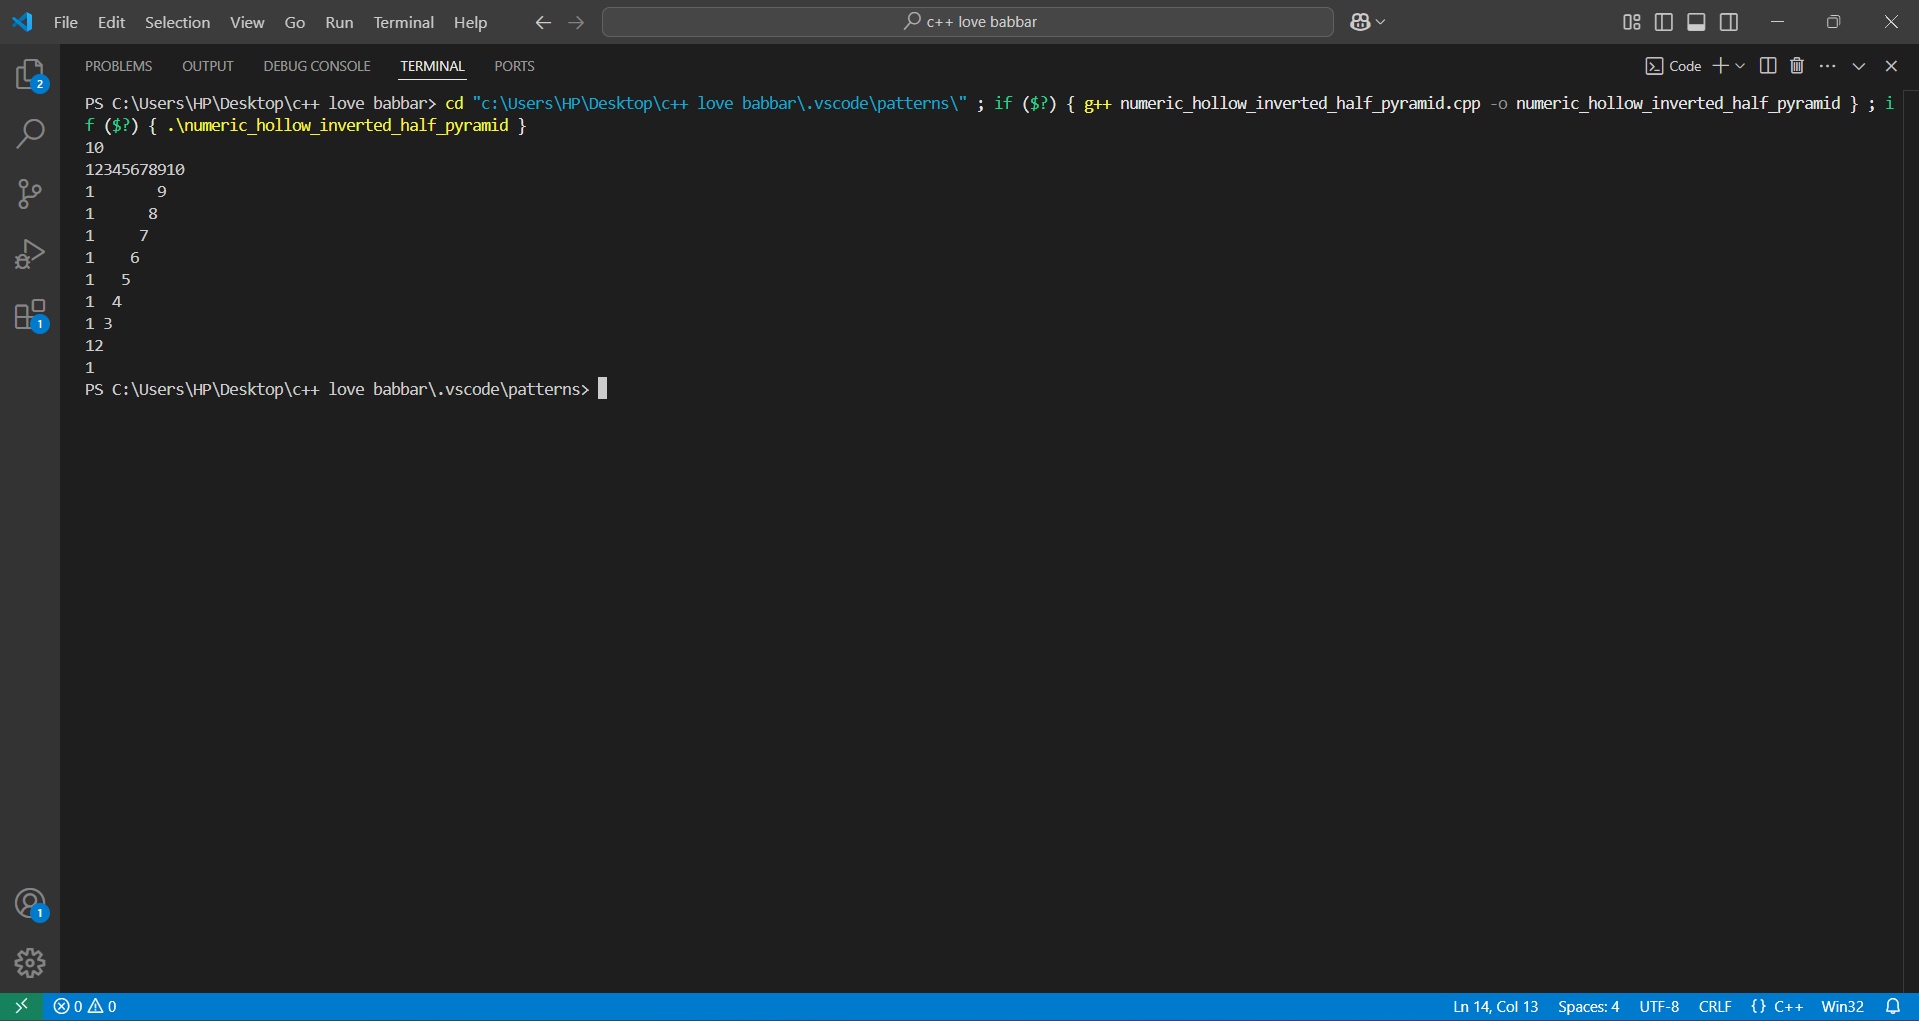 File Edit Selection View Go Run Terminal Help c++ love babbar
PROBLEMS OUTPUT DEBUG CONSOLE TERMINAL PORTS Code
2
PS C:\Users\HP\Desktop\c++ love babbar> cd "c:\Users\HP\Desktop\c++ love babbar\.vscode\patterns\" ; if ($?) { g++ numeric_hollow_inverted_half_pyramid.cpp -o numeric_hollow_inverted_half_pyramid } ; i
f ($?) { .\numeric_hollow_inverted_half_pyramid }
10
12345678910
1       9
1      8
1     7
1    6
1   5
1  4
1 3
12
1
PS C:\Users\HP\Desktop\c++ love babbar\.vscode\patterns>
1
1
0 0 Ln 14, Col 13 Spaces: 4 UTF-8 CRLF {} C++ Win32